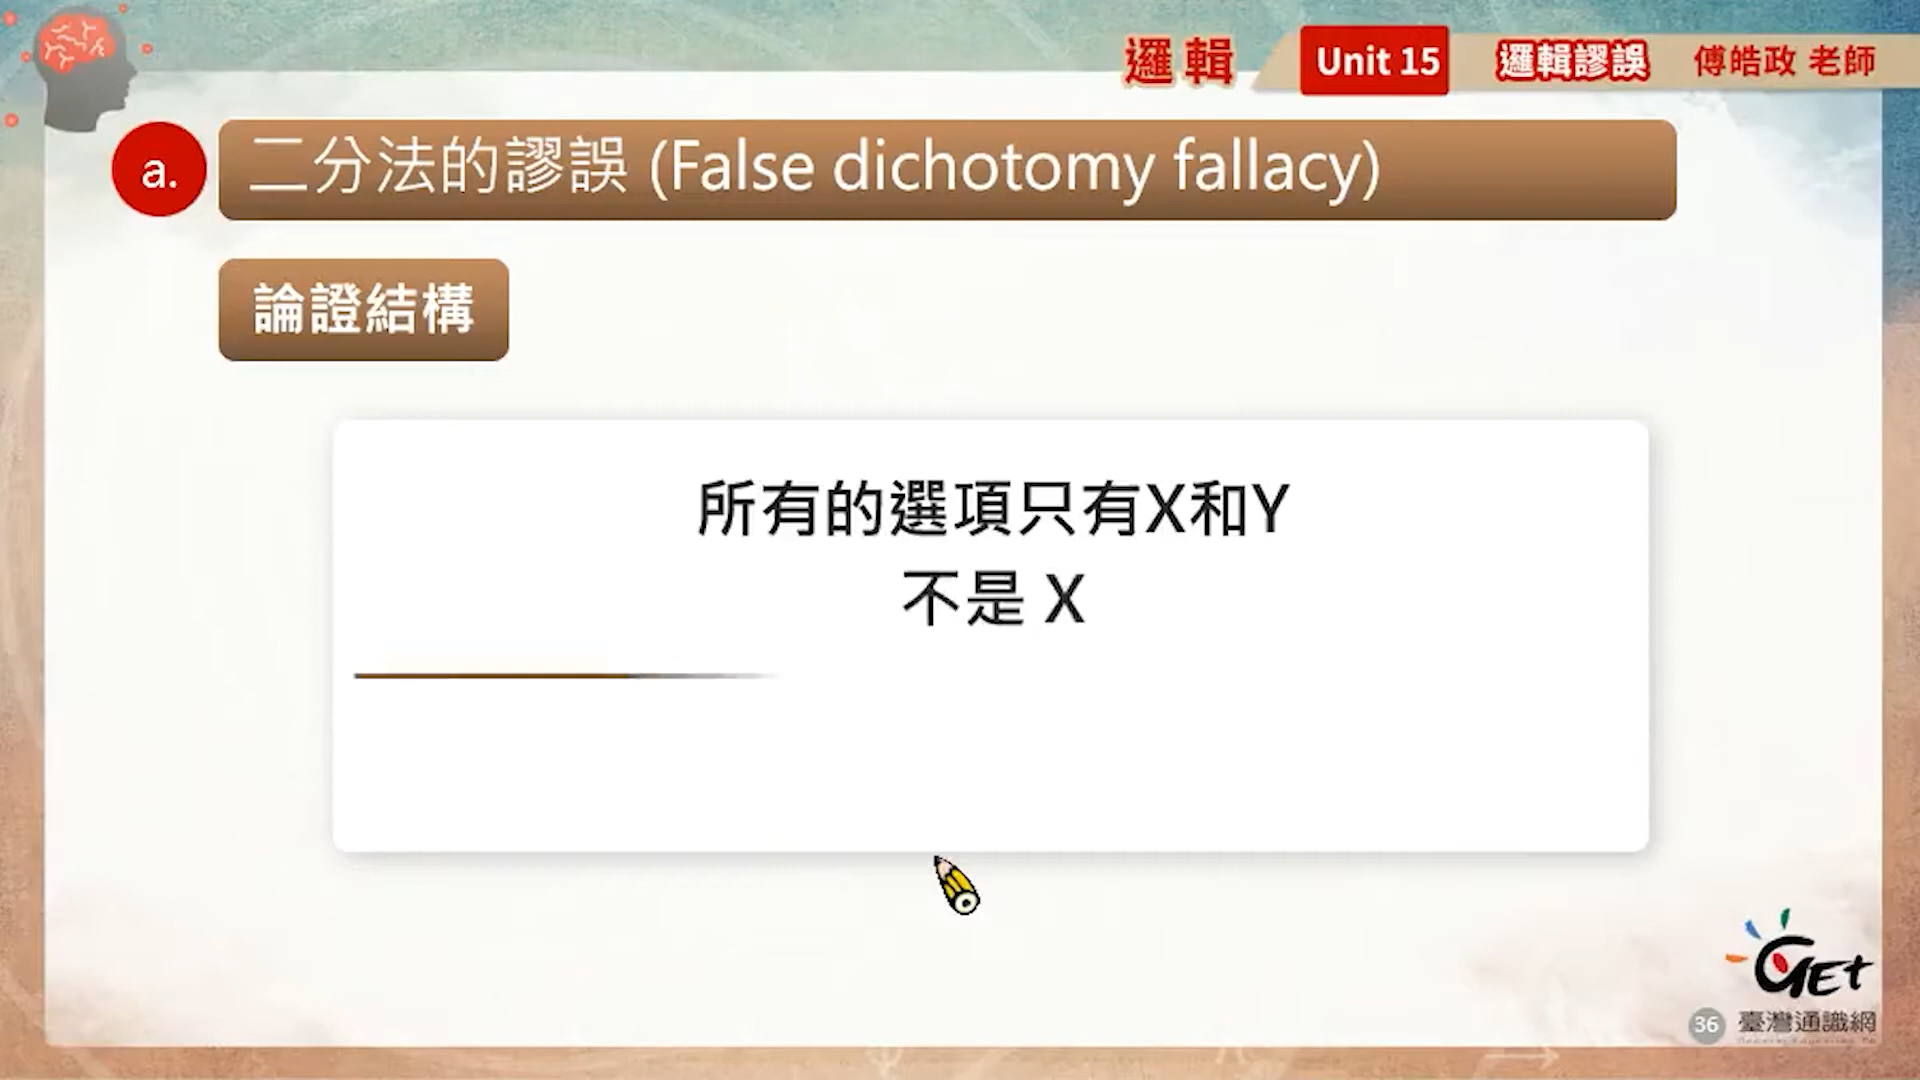 邏輯 Unit 15 邏輯謬誤 傅皓政 老師
a. 二分法的謬誤 (False dichotomy fallacy)
論證結構
所有的選項只有X和Y
不是 X
GEt
36 臺灣通識網